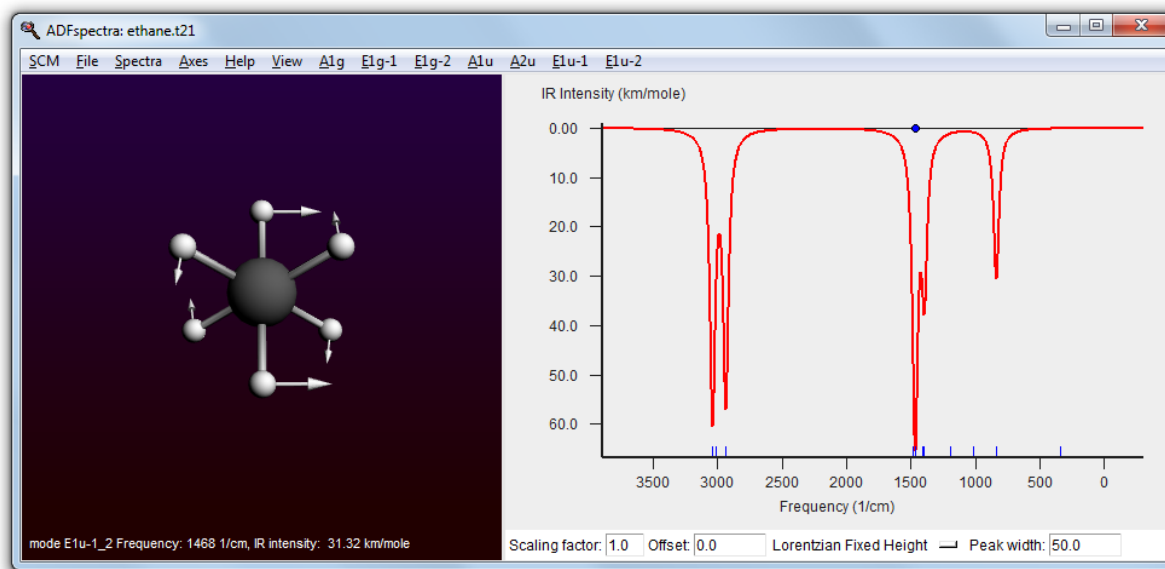 ADFspectra: ethane.t21
SCM File Spectra Axes Help View A1g E1g-1 E1g-2 A1u A2u E1u-1 E1u-2
mode E1u-1_2 Frequency: 1468 1/cm, IR intensity: 31.32 km/mole
IR Intensity (km/mole)
0.00
10.0
20.0
30.0
40.0
50.0
60.0
3500 3000 2500 2000 1500 1000 500 0
Frequency (1/cm)
Scaling factor: 1.0 Offset: 0.0 Lorentzian Fixed Height Peak width: 50.0